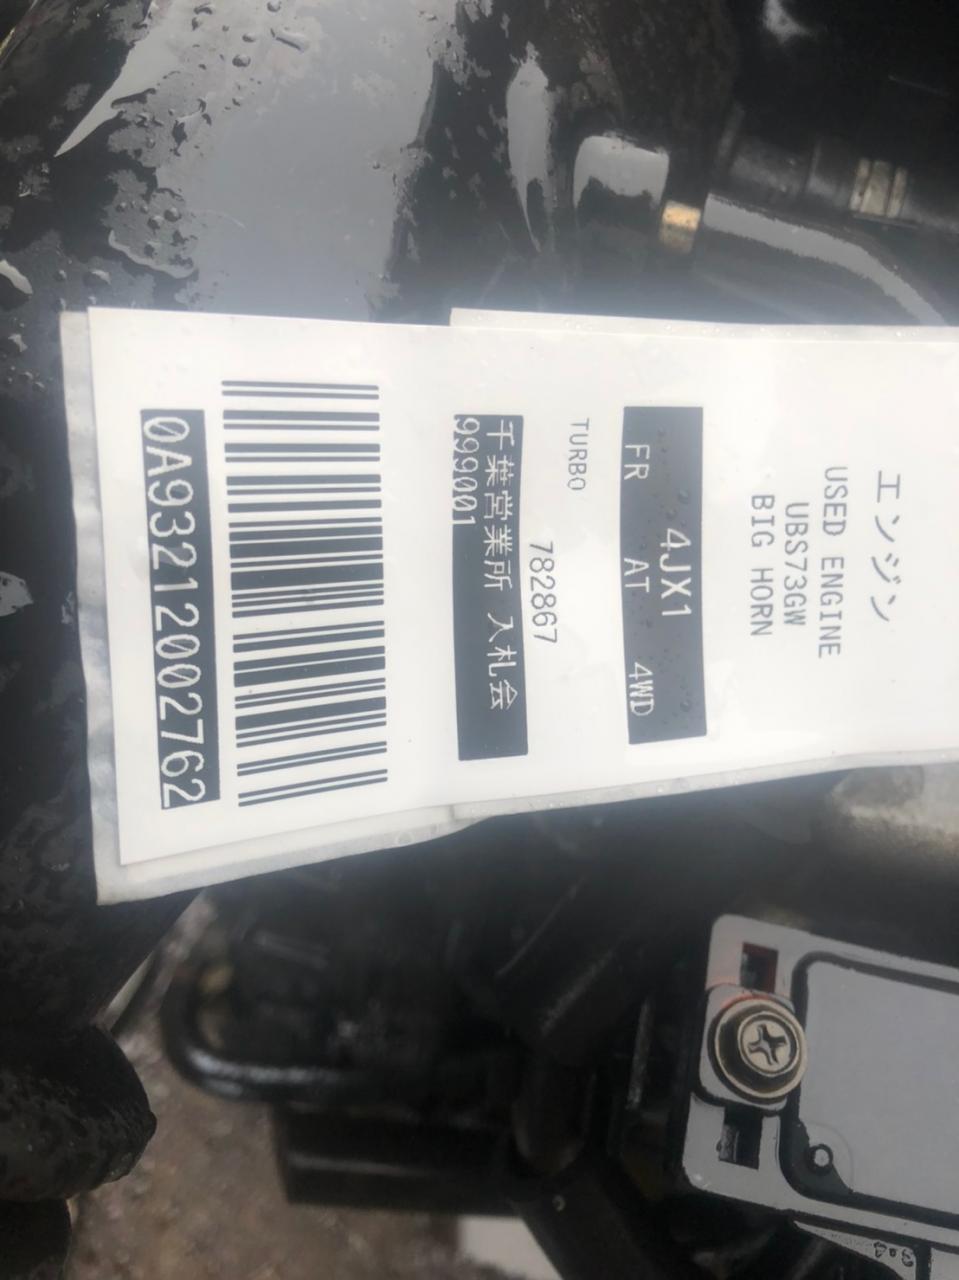 エンジン
USED ENGINE
UBS73GW
BIG HORN
4JX1
FR AT 4WD
TURBO
782867
千葉営業所 入札会
999001
0A93212002762